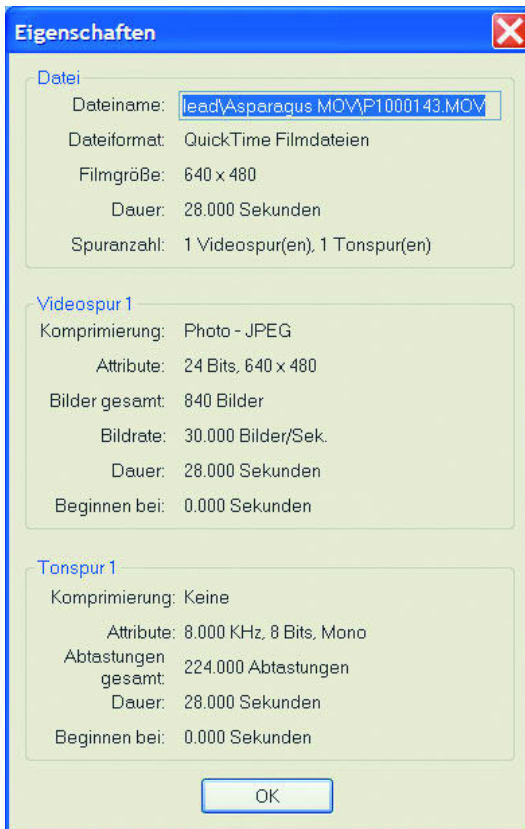 Eigenschaften
Datei
Dateiname: lead\Asparagus MOV\P1000143.MOV
Dateiformat: QuickTime Filmdateien
Filmgröße: 640 x 480
Dauer: 28.000 Sekunden
Spuranzahl: 1 Videospur(en), 1 Tonspur(en)
Videospur 1
Komprimierung: Photo - JPEG
Attribute: 24 Bits, 640 x 480
Bilder gesamt: 840 Bilder
Bildrate: 30.000 Bilder/Sek.
Dauer: 28.000 Sekunden
Beginnen bei: 0.000 Sekunden
Tonspur 1
Komprimierung: Keine
Attribute: 8.000 KHz, 8 Bits, Mono
Abtastungen
gesamt: 224.000 Abtastungen
Dauer: 28.000 Sekunden
Beginnen bei: 0.000 Sekunden
OK